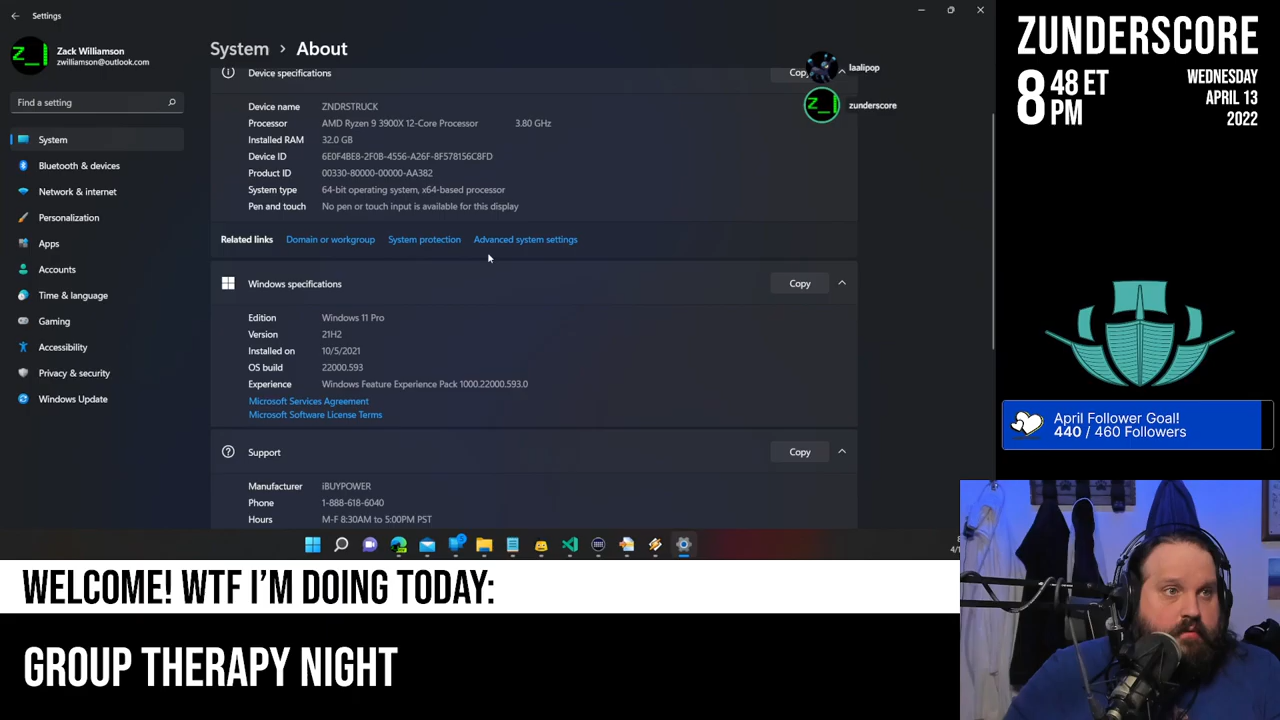 Settings
Zack Williamson
zwilliamson@outlook.com
Find a setting
System
Bluetooth & devices
Network & internet
Personalization
Apps
Accounts
Time & language
Gaming
Accessibility
Privacy & security
Windows Update
System > About
Device specifications
Device name ZNDRSTRUCK
Processor AMD Ryzen 9 3900X 12-Core Processor 3.80 GHz
Installed RAM 32.0 GB
Device ID 6E0F4BE8-2F0B-4556-A26F-8F578156C8FD
Product ID 00330-80000-00000-AA382
System type 64-bit operating system, x64-based processor
Pen and touch No pen or touch input is available for this display
Related links Domain or workgroup System protection Advanced system settings
Windows specifications Copy
Edition Windows 11 Pro
Version 21H2
Installed on 10/5/2021
OS build 22000.593
Experience Windows Feature Experience Pack 1000.22000.593.0
Microsoft Services Agreement
Microsoft Software License Terms
Support Copy
Manufacturer iBUYPOWER
Phone 1-888-618-6040
Hours M-F 8:30AM to 5:00PM PST
laalipop
Z_ zunderscore
ZUNDERSCORE
8 48 ET PM
WEDNESDAY
APRIL 13
2022
April Follower Goal!
440 / 460 Followers
WELCOME! WTF I'M DOING TODAY:
GROUP THERAPY NIGHT